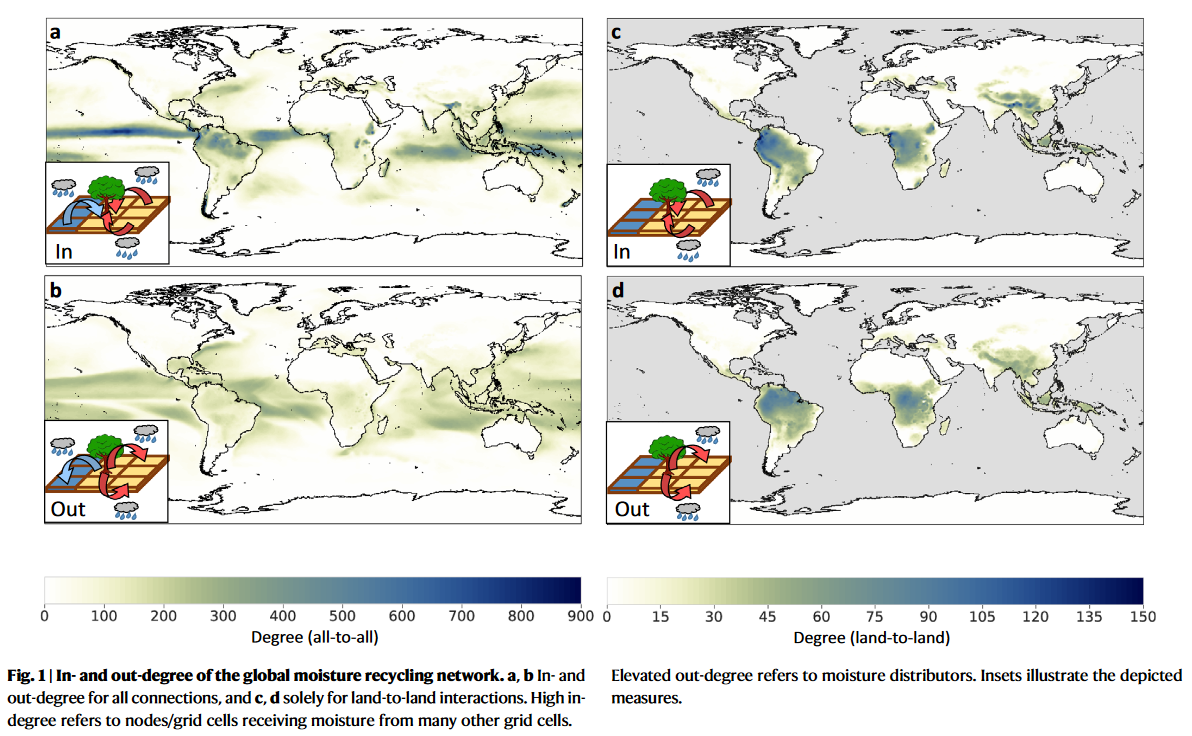 a
In
c
In
b
Out
d
Out
0 100 200 300 400 500 600 700 800 900
Degree (all-to-all)
0 15 30 45 60 75 90 105 120 135 150
Degree (land-to-land)
Fig. 1 | In- and out-degree of the global moisture recycling network. a, b In- and
out-degree for all connections, and c, d solely for land-to-land interactions. High in-
degree refers to nodes/grid cells receiving moisture from many other grid cells.
Elevated out-degree refers to moisture distributors. Insets illustrate the depicted
measures.